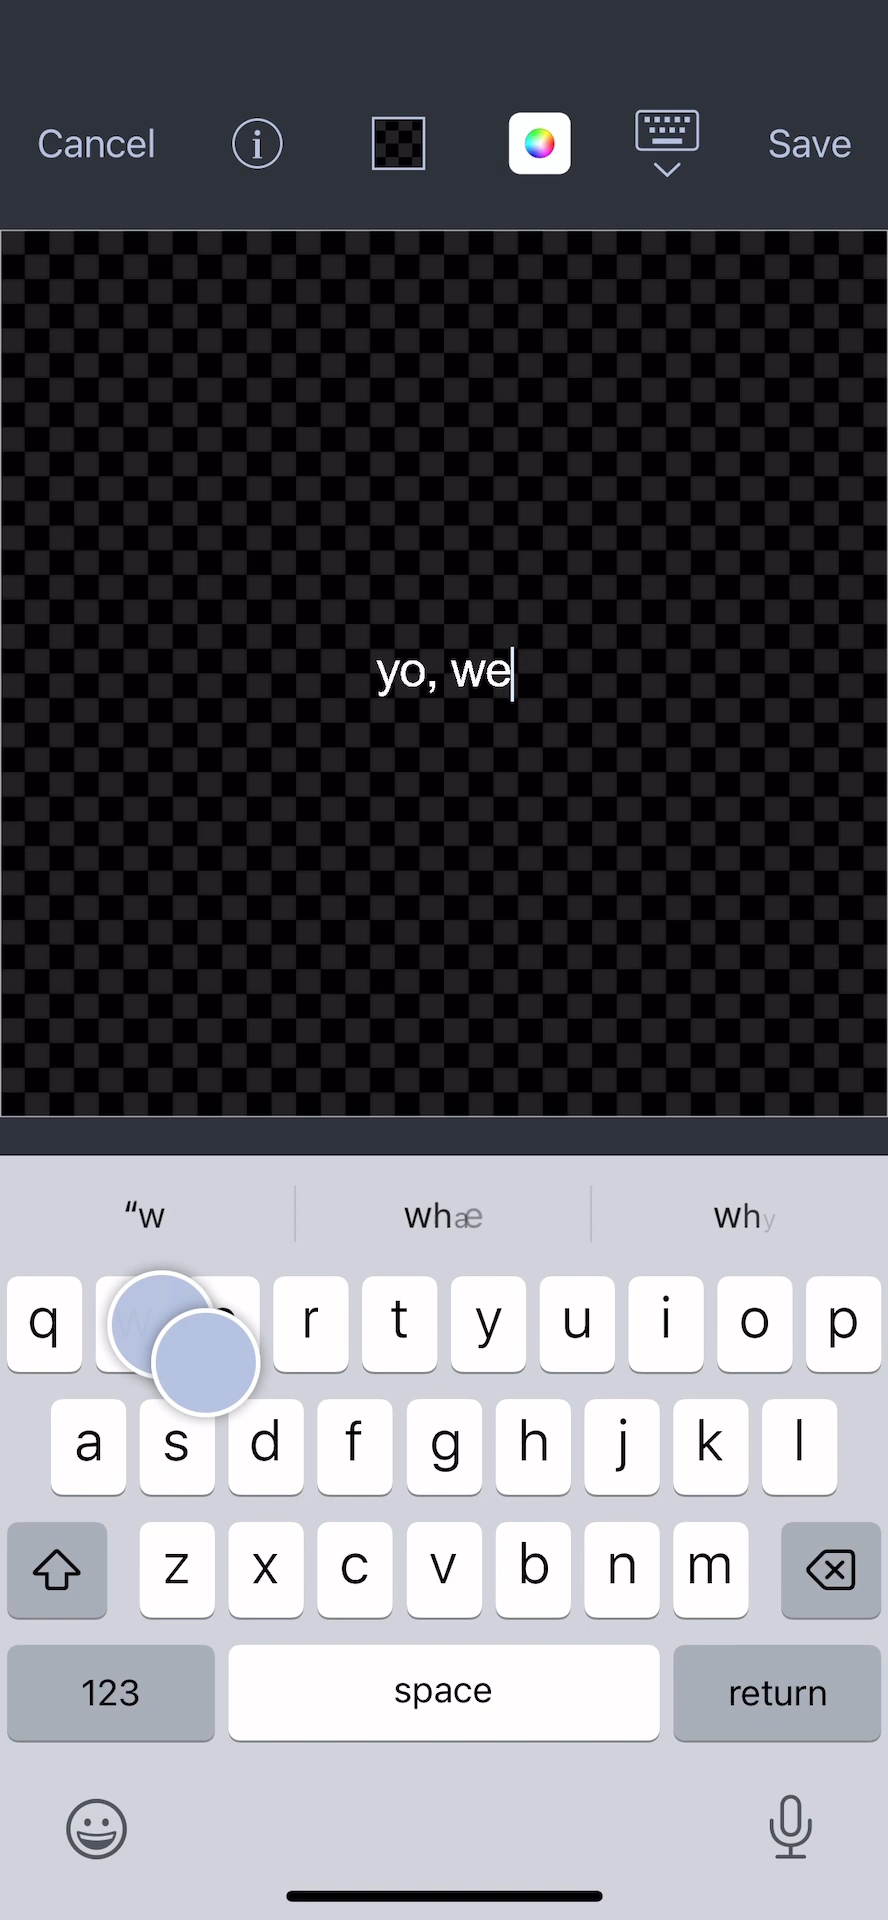 Cancel
Save
yo, we
“w
whæ
why
q r t y u i o p
a s d f g h j k l
z x c v b n m
123 space return